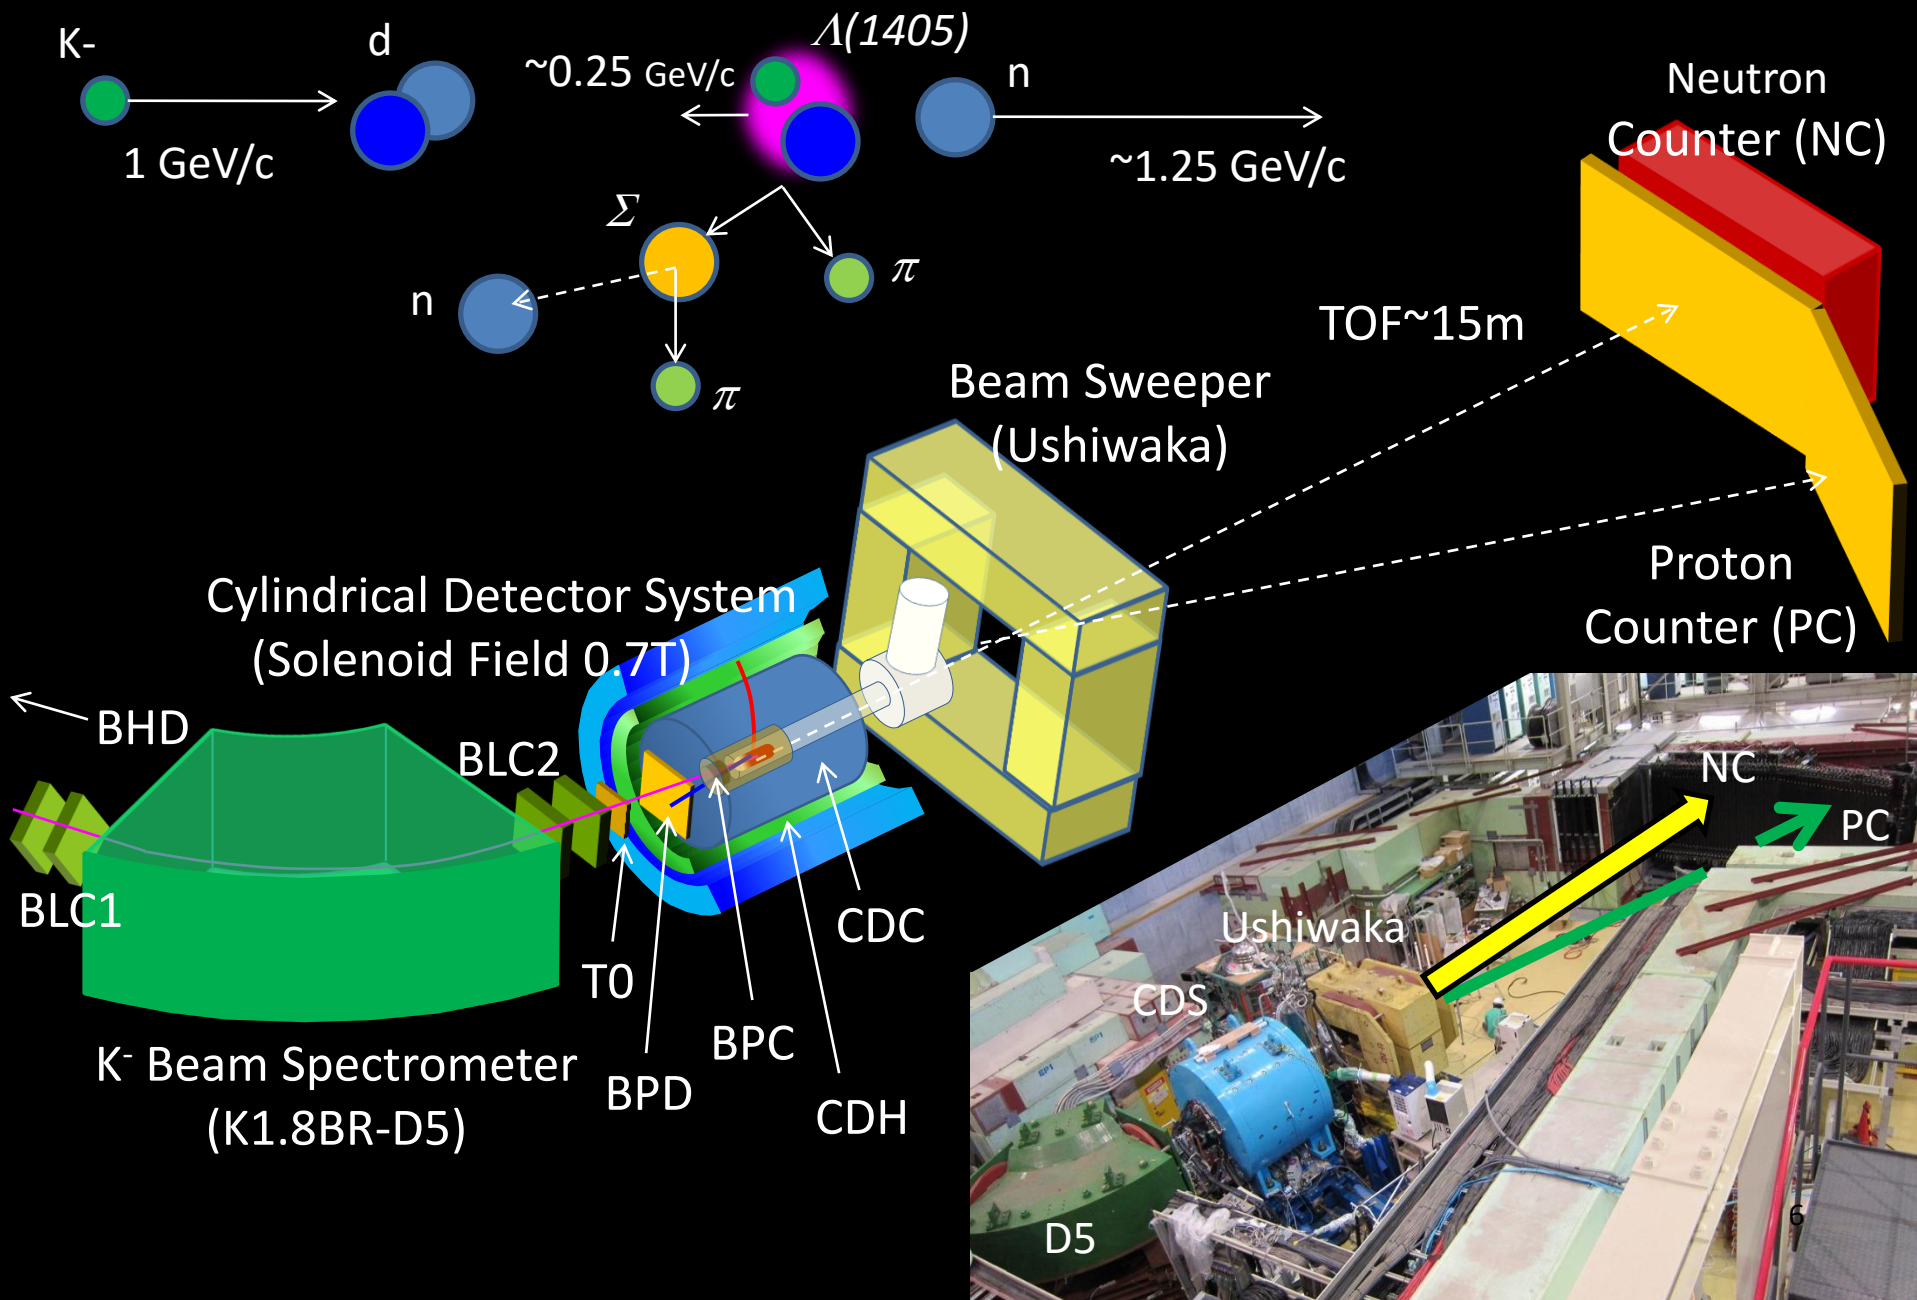 K-
d
Λ(1405)
~0.25 GeV/c
n
1 GeV/c
~1.25 GeV/c
Neutron
Counter (NC)
Σ
π
n
π
TOF~15m
Beam Sweeper
(Ushiwaka)
Proton
Counter (PC)
Cylindrical Detector System
(Solenoid Field 0.7T)
BHD
BLC2
BLC1
T0
CDC
BPC
BPD
CDH
K- Beam Spectrometer
(K1.8BR-D5)
NC
PC
Ushiwaka
CDS
D5
6